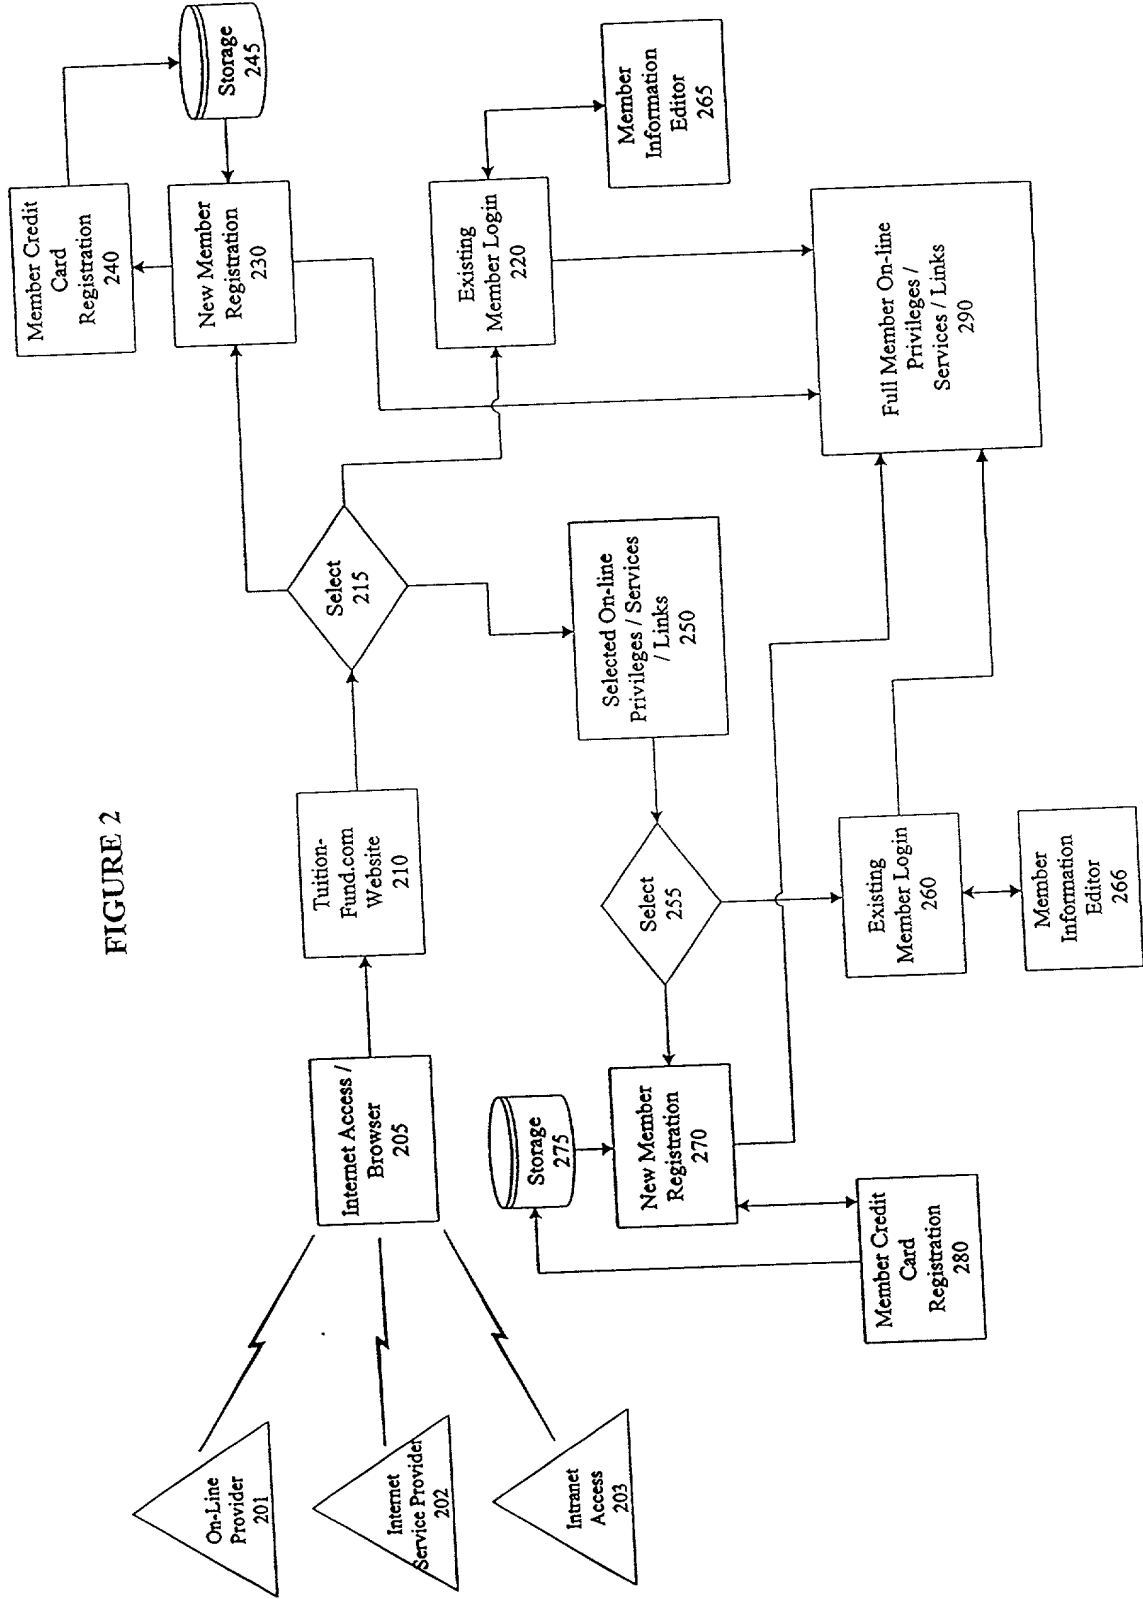 FIGURE 2
On-Line
Provider
201
Internet
Service Provider
202
Intranet
Access
203
Internet Access /
Browser
205
Tuition-
Fund.com
Website
210
Select
215
Member Credit
Card
Registration
240
Storage
245
New Member
Registration
230
Existing
Member Login
220
Member
Information
Editor
265
Selected On-line
Privileges / Services
/ Links
250
Full Member On-line
Privileges /
Services / Links
290
Select
255
Storage
275
New Member
Registration
270
Member Credit
Card
Registration
280
Existing
Member Login
260
Member
Information
Editor
266